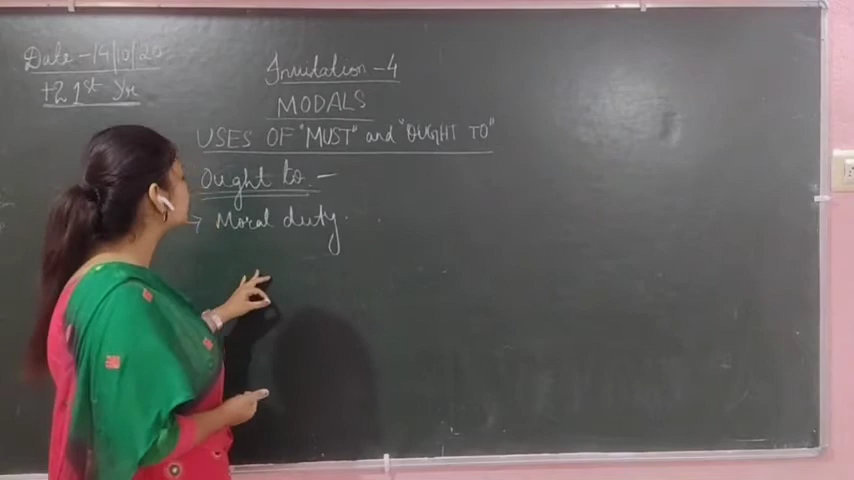 Date - 14/10/20
+2 1st Yr
Invitation - 4
MODALS
USES OF "MUST" and "OUGHT TO"
Ought to. -
→ Moral duty.